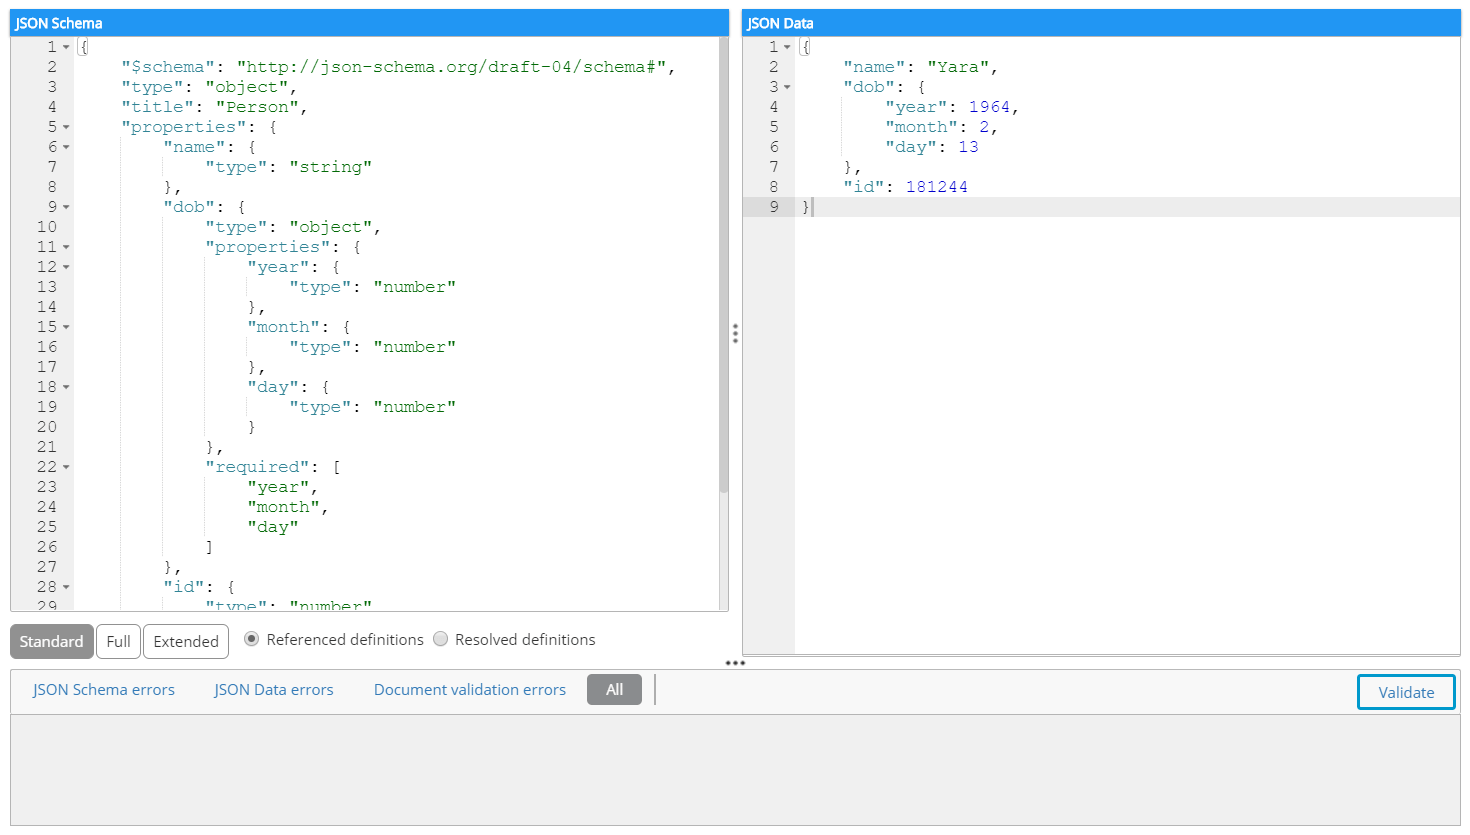 JSON Schema
1 {
2 "$schema": "http://json-schema.org/draft-04/schema#",
3 "type": "object",
4 "title": "Person",
5 "properties": {
6 "name": {
7 "type": "string"
8 },
9 "dob": {
10 "type": "object",
11 "properties": {
12 "year": {
13 "type": "number"
14 },
15 "month": {
16 "type": "number"
17 },
18 "day": {
19 "type": "number"
20 }
21 },
22 "required": [
23 "year",
24 "month",
25 "day"
26 ]
27 },
28 "id": {
29 "type": "number"
Standard Full Extended Referenced definitions Resolved definitions
JSON Data
1 {
2 "name": "Yara",
3 "dob": {
4 "year": 1964,
5 "month": 2,
6 "day": 13
7 },
8 "id": 181244
9 }
JSON Schema errors JSON Data errors Document validation errors All Validate